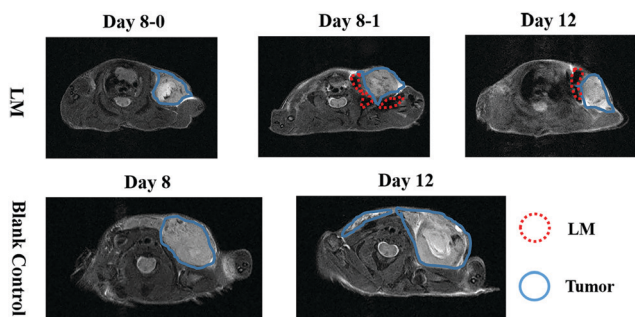 Day 8-0 Day 8-1 Day 12
LM
Day 8 Day 12
Blank Control
LM
Tumor